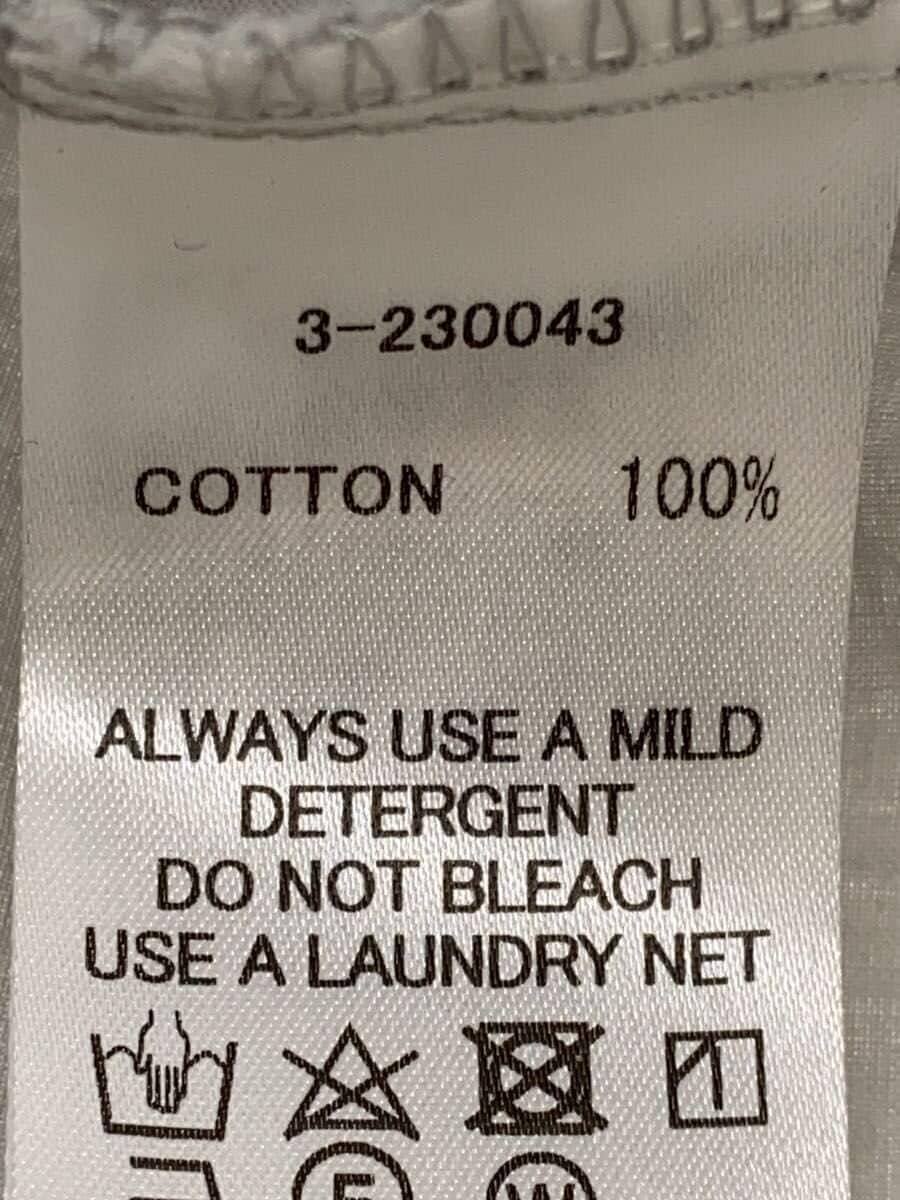 3-230043
COTTON 100%
ALWAYS USE A MILD
DETERGENT
DO NOT BLEACH
USE A LAUNDRY NET